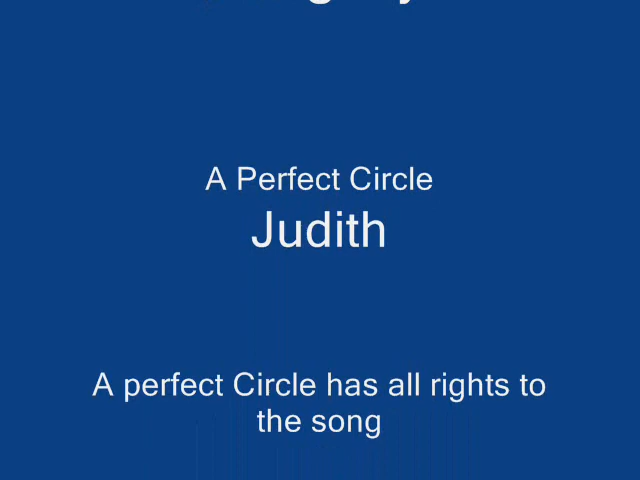 A Perfect Circle
Judith
A perfect Circle has all rights to
the song